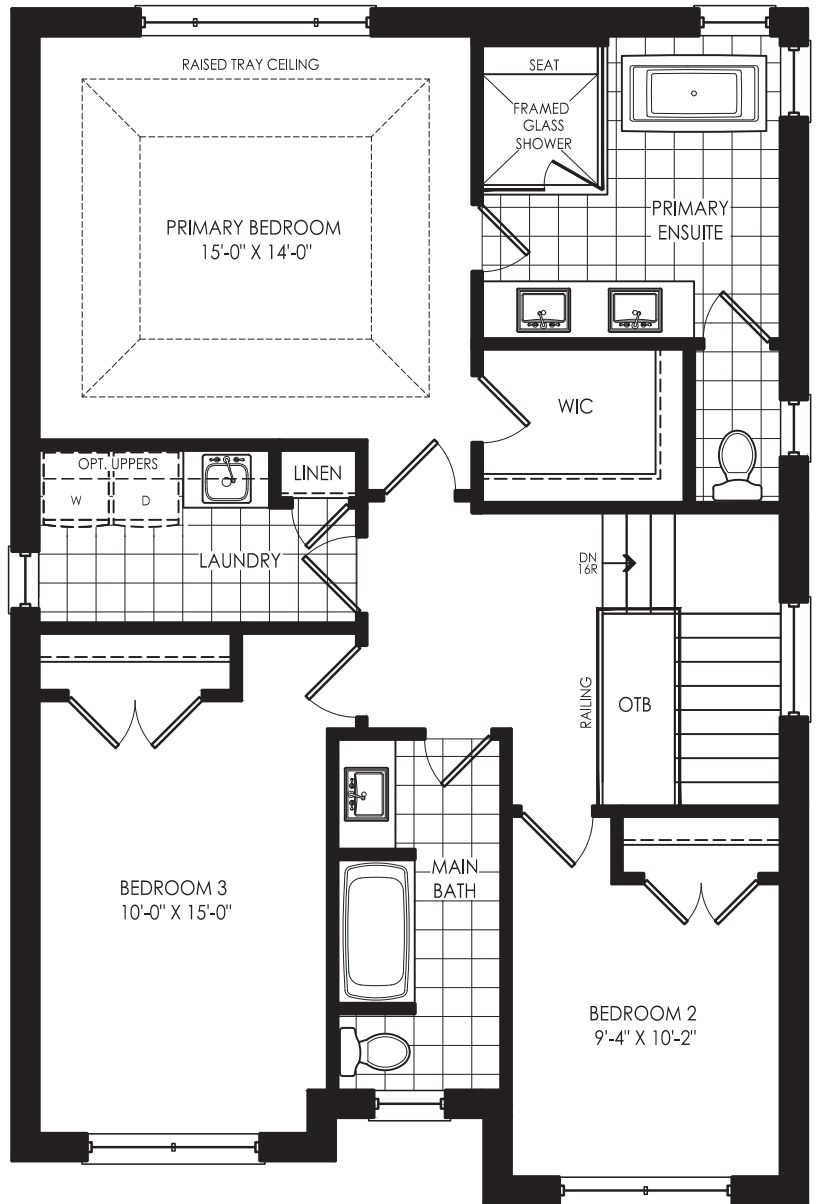 RAISED TRAY CEILING
SEAT
FRAMED
GLASS
SHOWER
PRIMARY BEDROOM
15'-0" X 14'-0"
PRIMARY
ENSUITE
WIC
OPT. UPPERS
LINEN
W
D
LAUNDRY
DN
16R
RAILING
OTB
BEDROOM 3
10'-0" X 15'-0"
MAIN
BATH
BEDROOM 2
9'-4" X 10'-2"